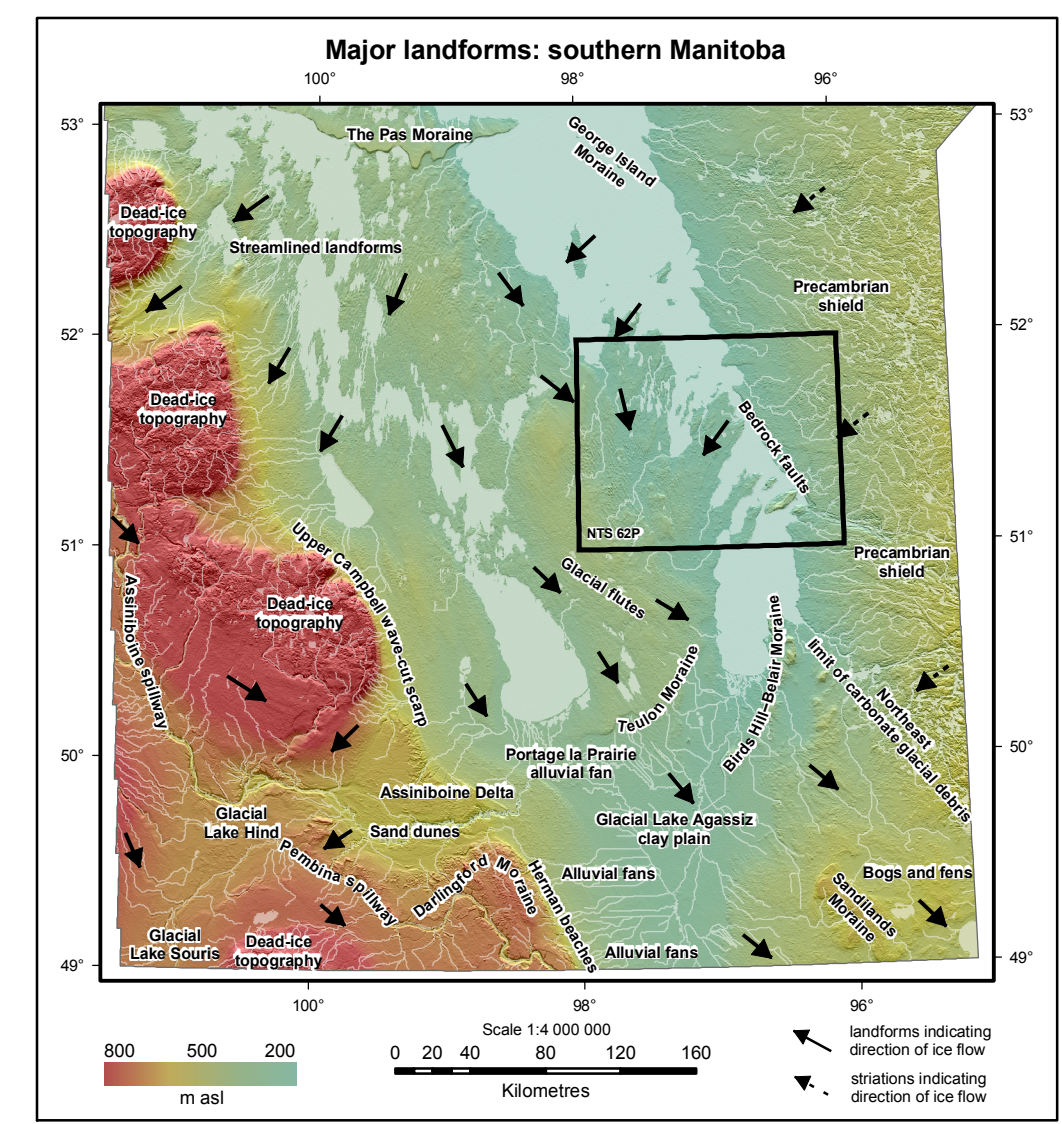 Major landforms: southern Manitoba
100°
98°
96°
53°
53°
The Pas Moraine
George Island
Moraine
Dead-ice
topography
Streamlined landforms
Precambrian
shield
52°
52°
Dead-ice
topography
Bedrock faults
NTS 62P
51°
51°
Upper Campbell wave-cut scarp
Precambrian
shield
Glacial flutes
Assiniboine spillway
Dead-ice
topography
Teulon Moraine
Birds Hill–Belair Moraine
Northeast
limit of carbonate glacial debris
50°
50°
Portage la Prairie
alluvial fan
Assiniboine Delta
Glacial
Lake Hind
Sand dunes
Glacial Lake Agassiz
clay plain
Pembina spillway
Darlingford Moraine
Herman beaches
Alluvial fans
Bogs and fens
Sandilands
Moraine
Glacial
Lake Souris
Dead-ice
topography
Alluvial fans
49°
49°
100°
98°
96°
800 500 200
m asl
Scale 1:4 000 000
0 20 40 80 120 160
Kilometres
landforms indicating
direction of ice flow
striations indicating
direction of ice flow